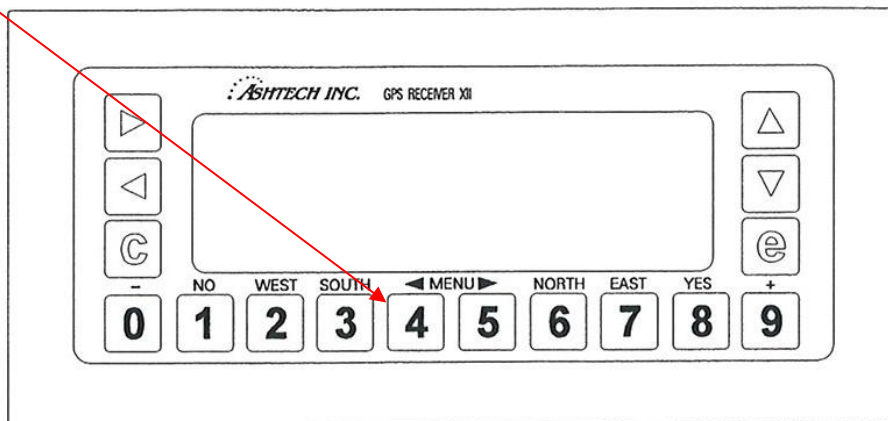 ASHTECH INC. GPS RECEIVER XII
C e
- NO WEST SOUTH ◄ MENU ► NORTH EAST YES +
0 1 2 3 4 5 6 7 8 9